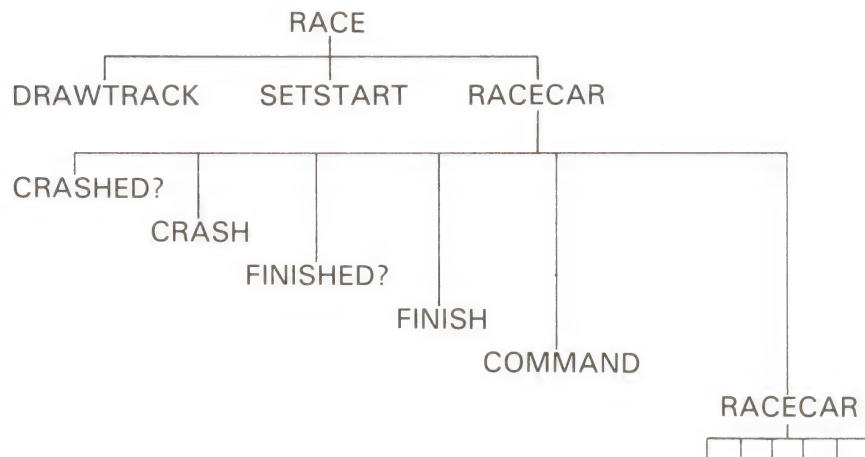 RACE
DRAWTRACK SETSTART RACECAR
CRASHED?
CRASH
FINISHED?
FINISH
COMMAND
RACECAR